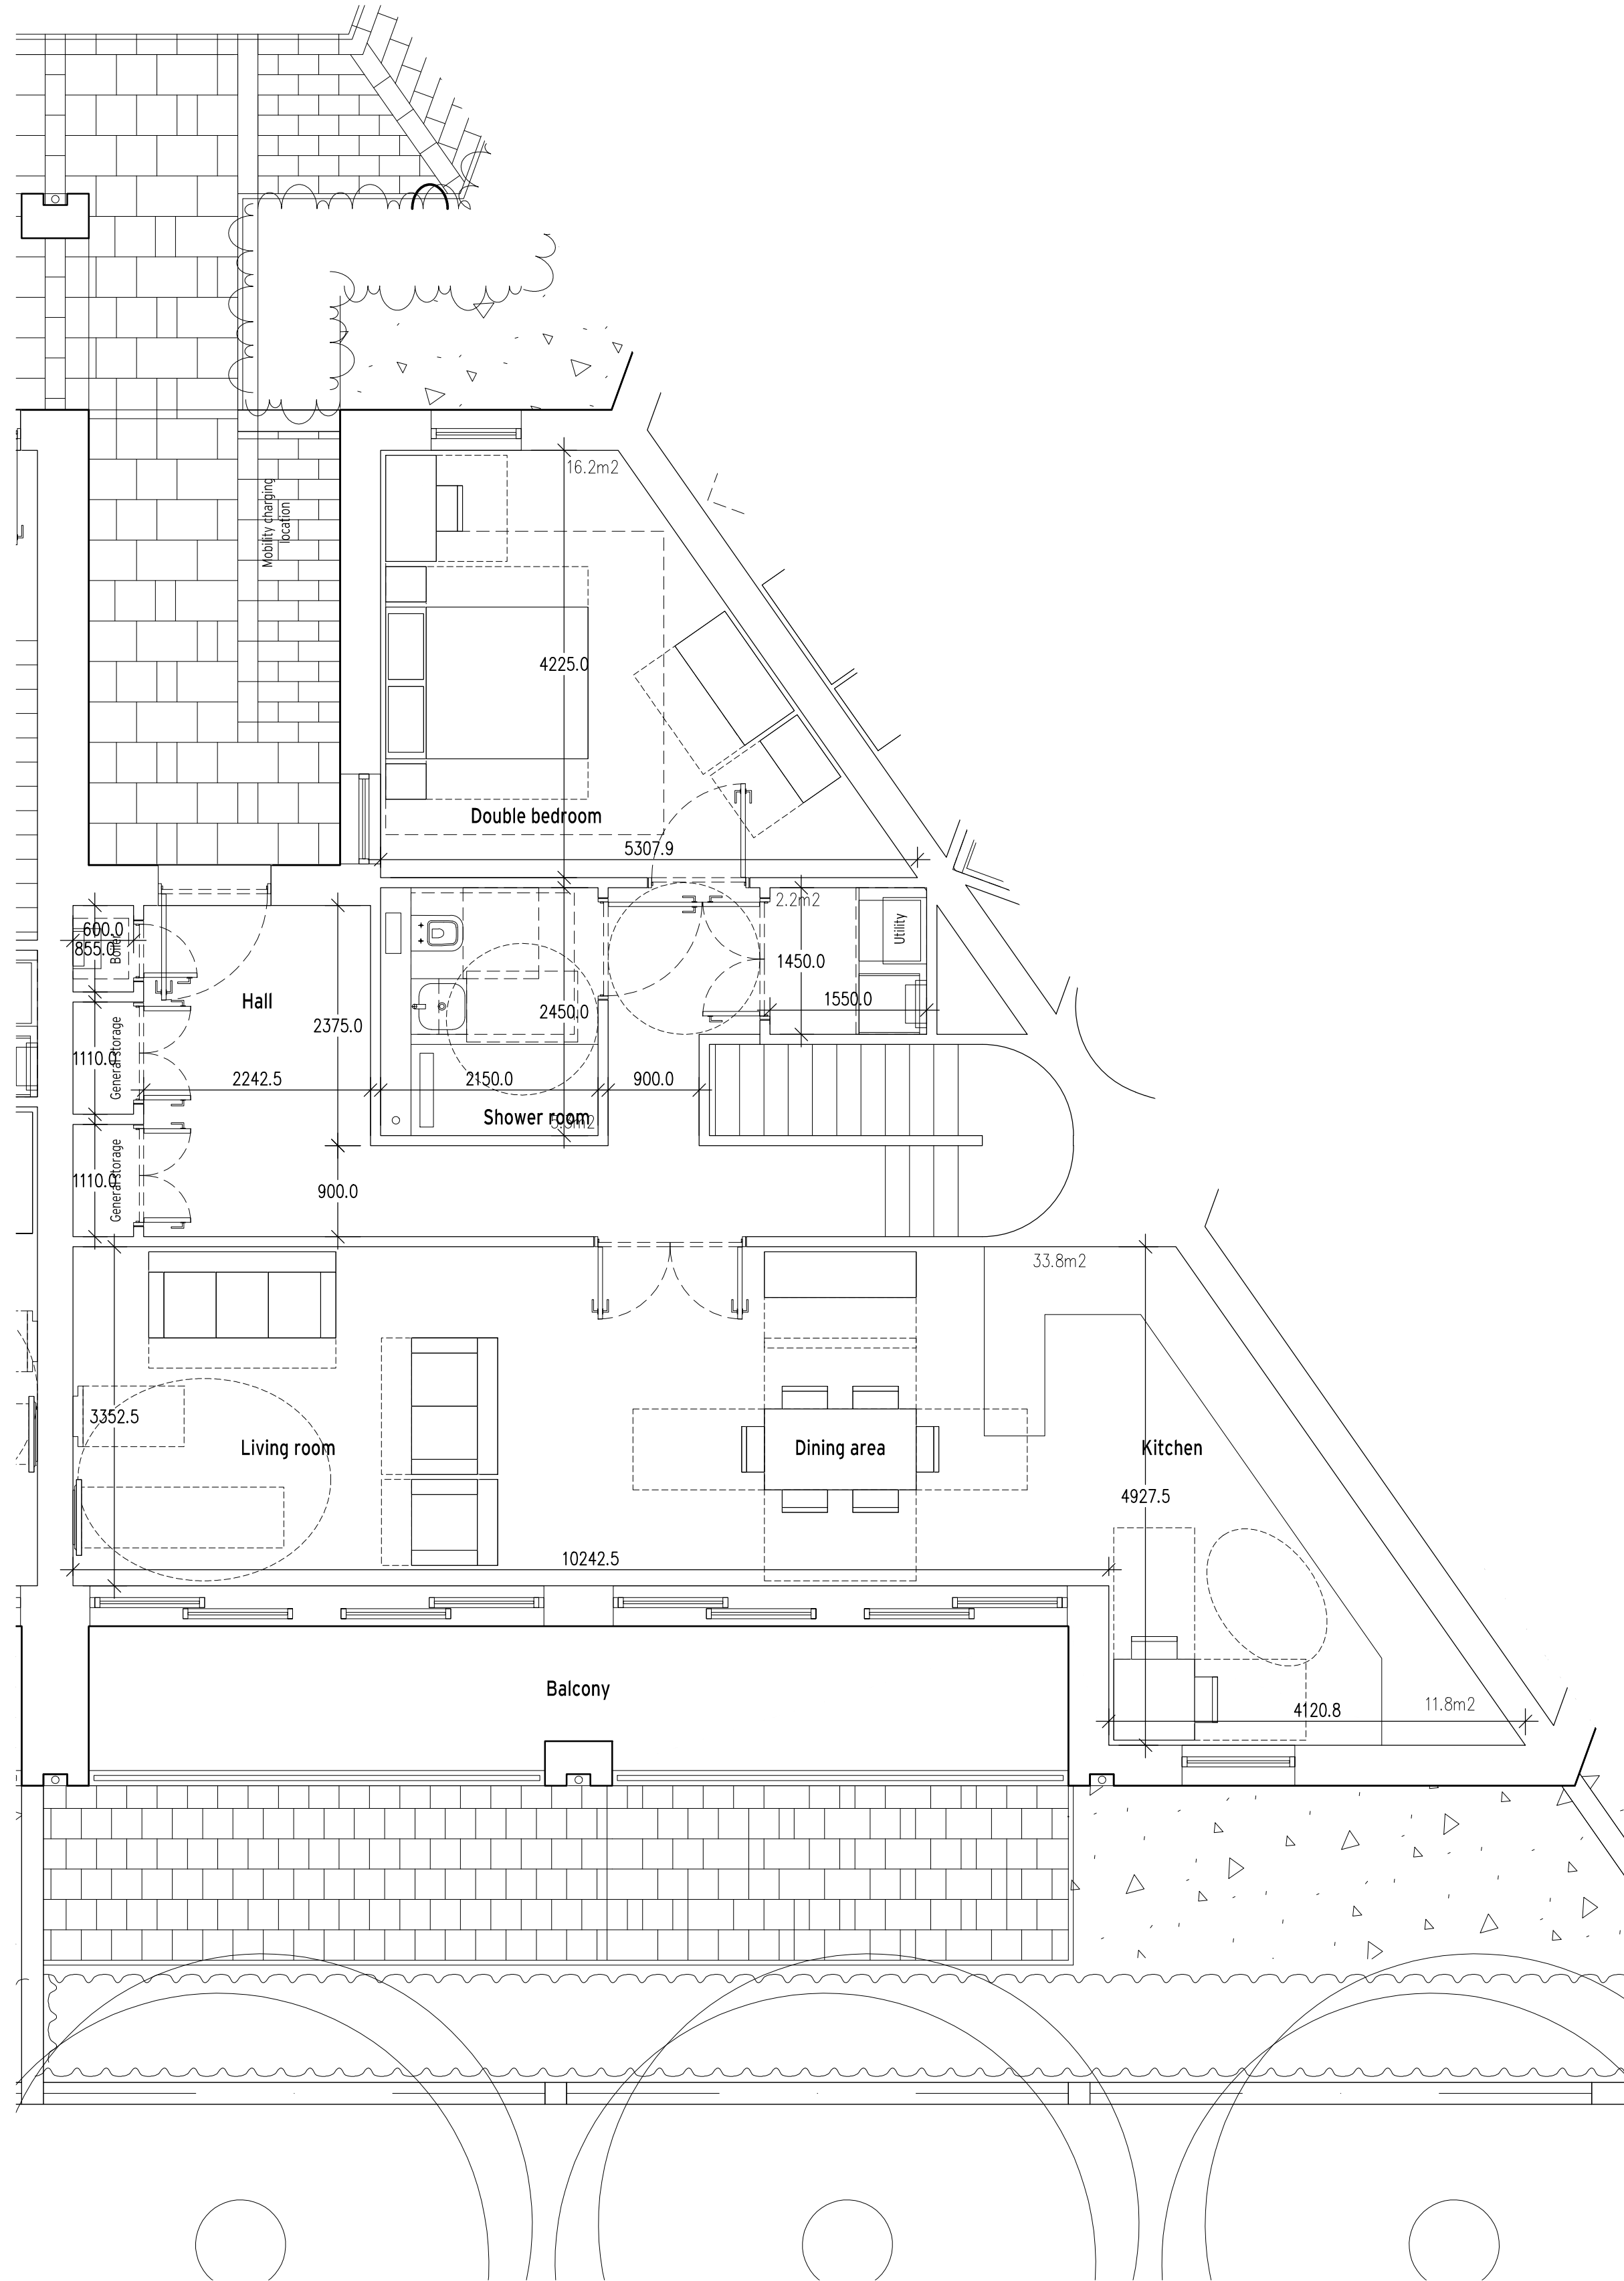 Mobility charging
location
16.2m2
4225.0
Double bedroom
5307.9
2.2m2
600.0
855.0
Boiler
Utility
1450.0
Hall
1550.0
2450.0
2375.0
General storage
1110.0
2242.5
2150.0
900.0
Shower room
5.3m2
General storage
1110.0
900.0
33.8m2
3352.5
Living room
Dining area
Kitchen
4927.5
10242.5
Balcony
4120.8
11.8m2